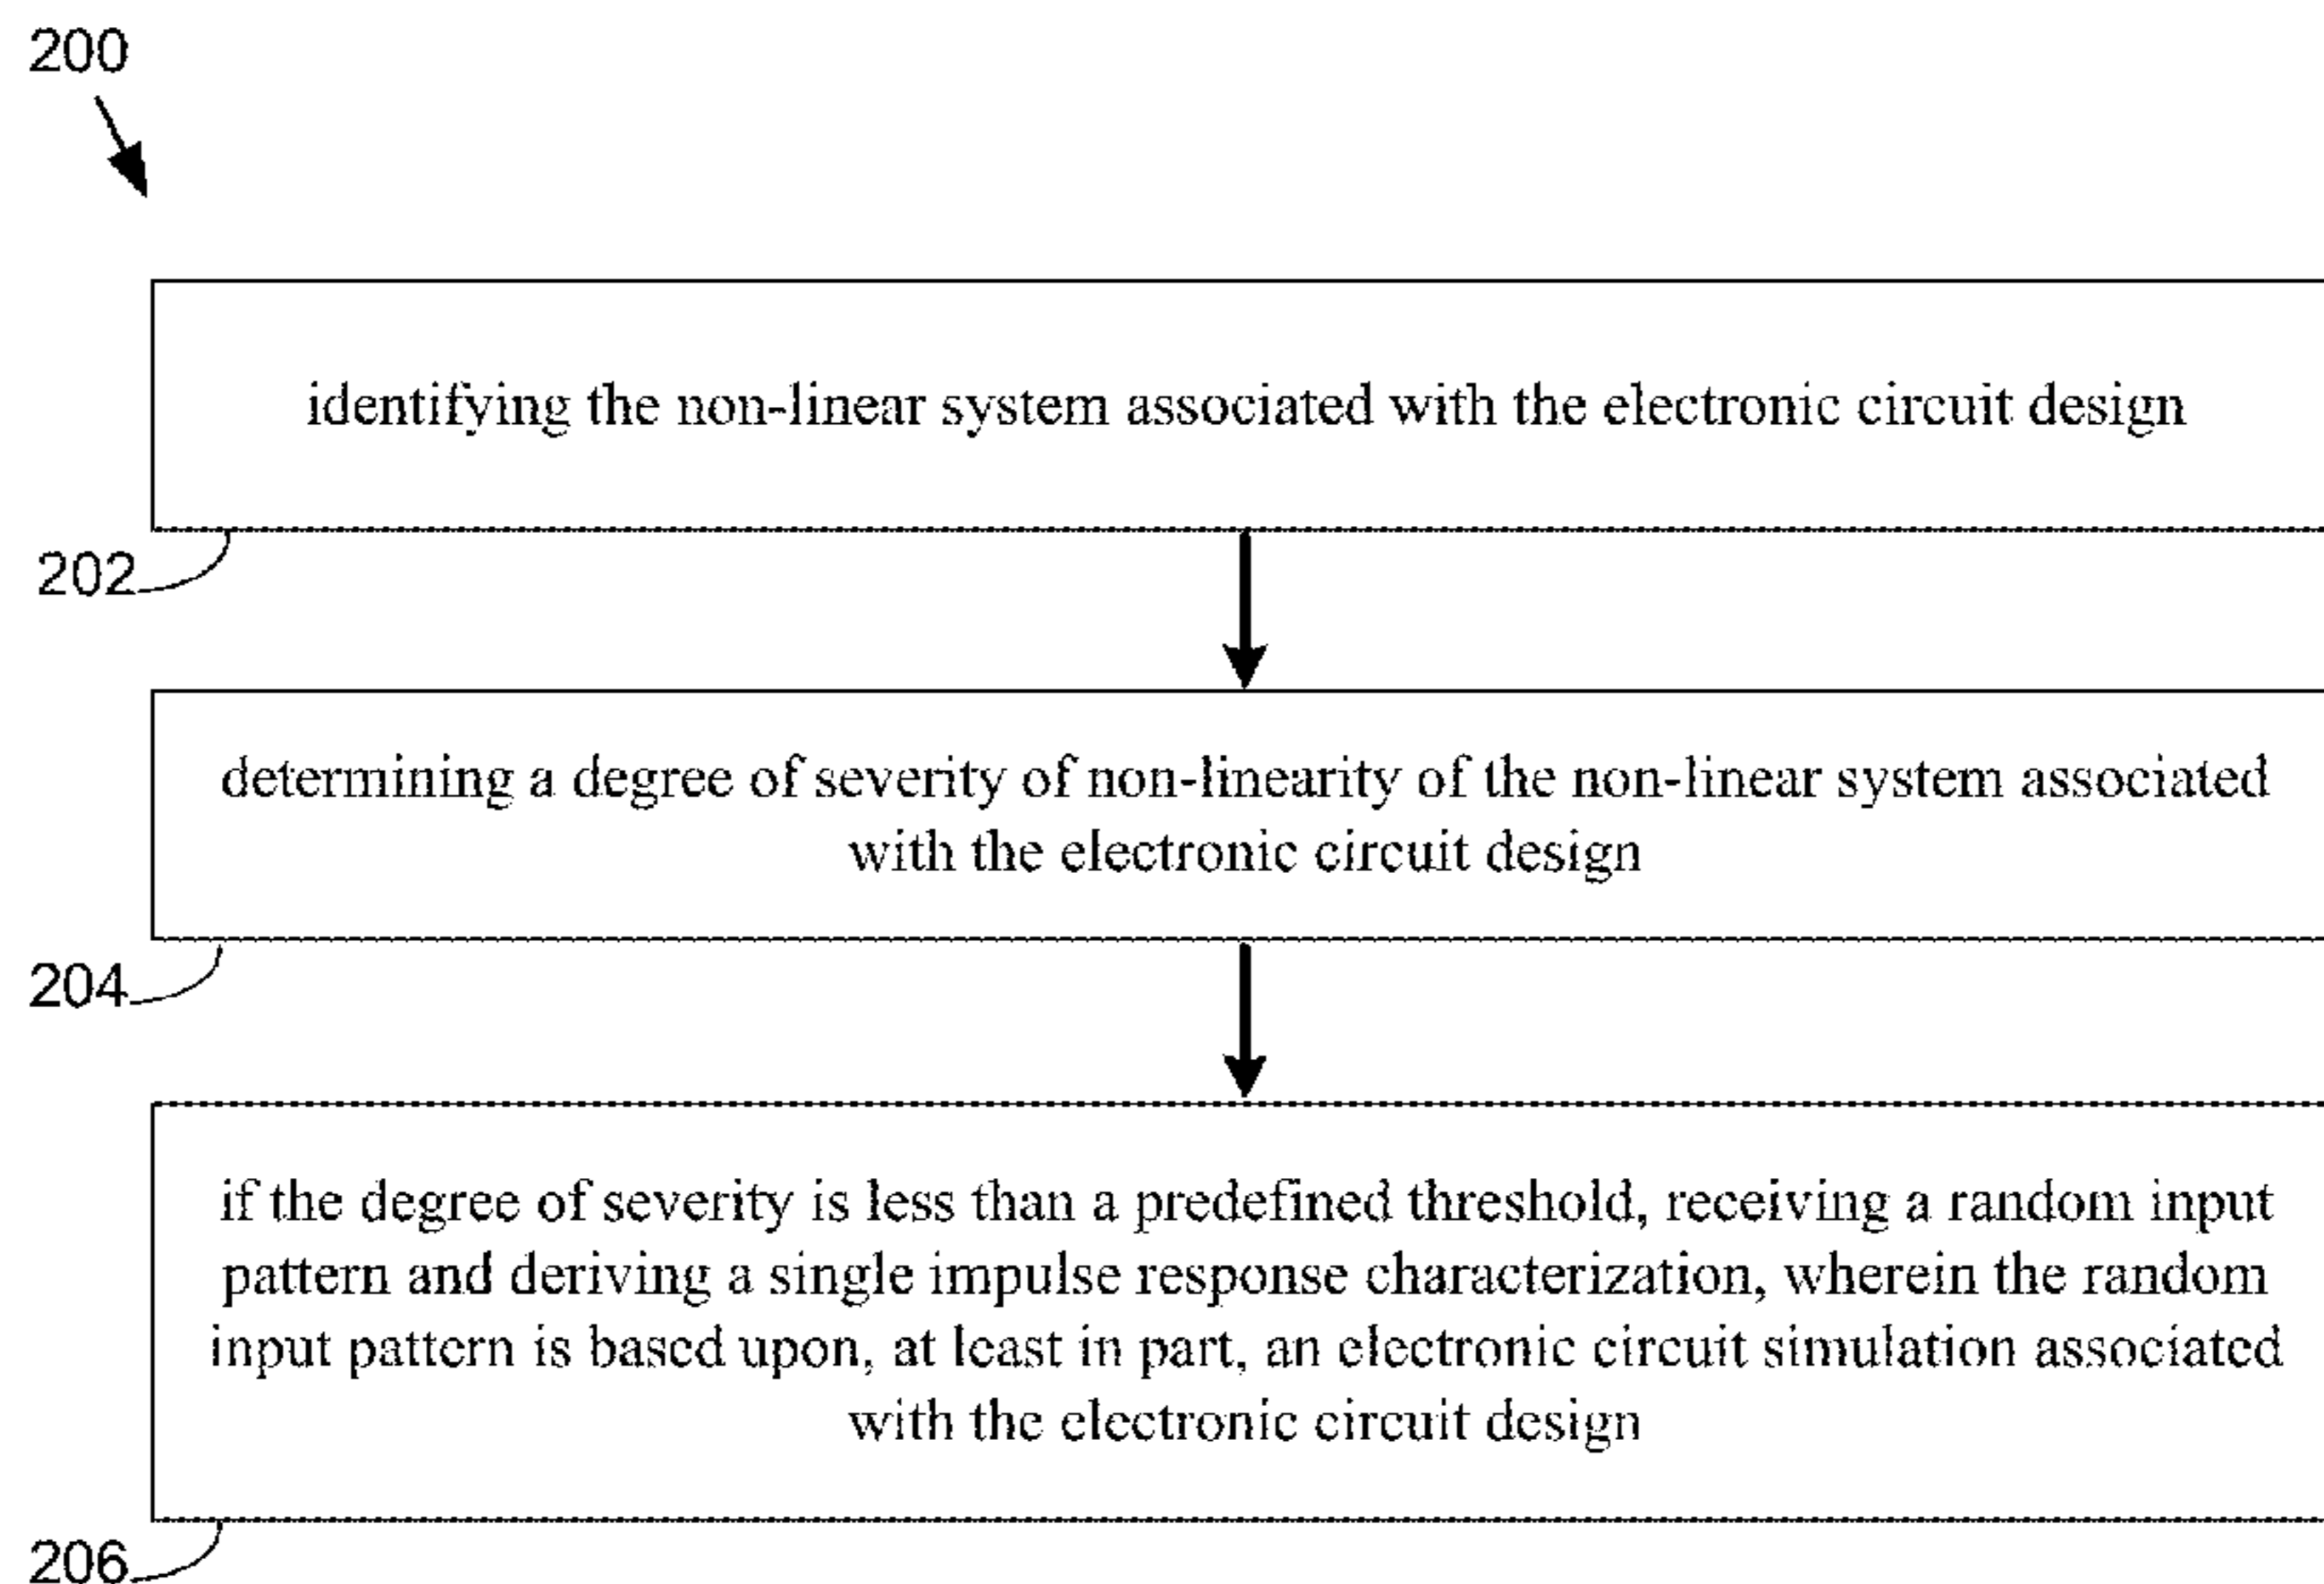 200
identifying the non-linear system associated with the electronic circuit design
202
determining a degree of severity of non-linearity of the non-linear system associated
with the electronic circuit design
204
if the degree of severity is less than a predefined threshold, receiving a random input
pattern and deriving a single impulse response characterization, wherein the random
input pattern is based upon, at least in part, an electronic circuit simulation associated
with the electronic circuit design
206